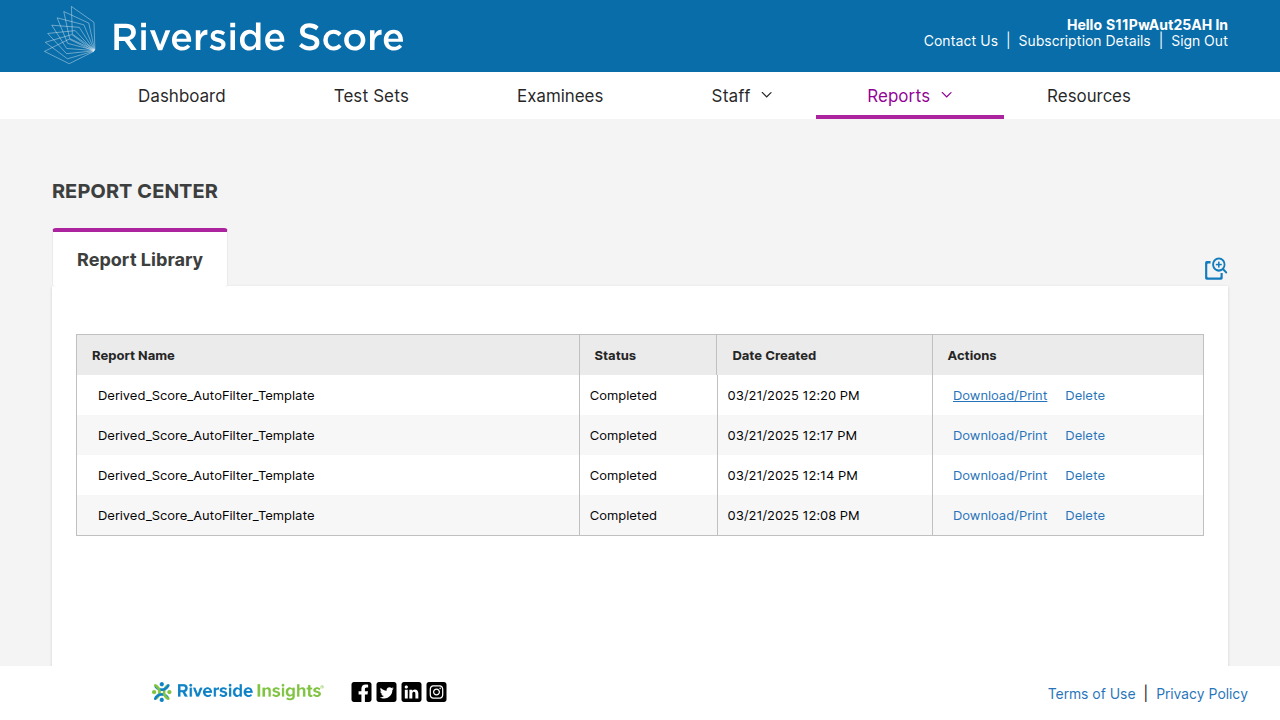 Riverside Score
Hello S11PwAut25AH In
Contact Us | Subscription Details | Sign Out
Dashboard Test Sets Examinees Staff Reports Resources
REPORT CENTER
Report Library
Report Name Status Date Created Actions
Derived_Score_AutoFilter_Template Completed 03/21/2025 12:20 PM Download/Print Delete
Derived_Score_AutoFilter_Template Completed 03/21/2025 12:17 PM Download/Print Delete
Derived_Score_AutoFilter_Template Completed 03/21/2025 12:14 PM Download/Print Delete
Derived_Score_AutoFilter_Template Completed 03/21/2025 12:08 PM Download/Print Delete
Riverside Insights
Terms of Use | Privacy Policy